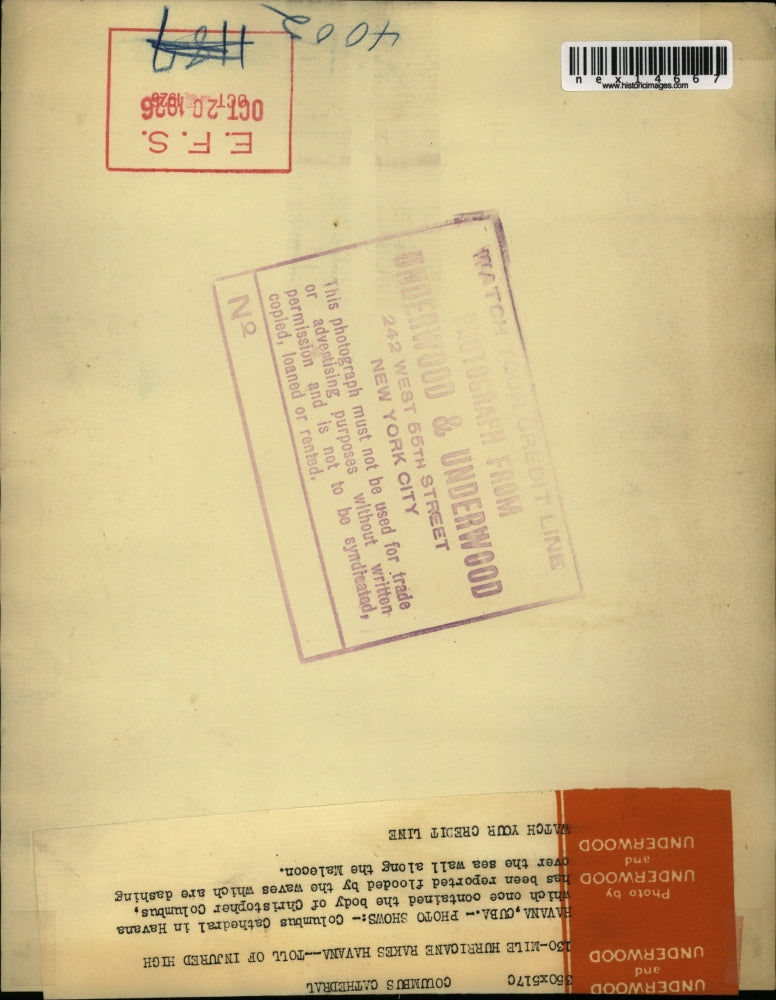 4002
E. F. S.
OCT 20 1926
nex14667
www.historicimages.com
WATCH YOUR CREDIT LINE
PHOTOGRAPH FROM
UNDERWOOD & UNDERWOOD
242 WEST 55TH STREET
NEW YORK CITY
This photograph must not be used for trade
or advertising purposes without written
permission and is not to be syndicated,
copied, loaned or rented.
Nº
UNDERWOOD
and
UNDERWOOD
Photo by
UNDERWOOD
and
UNDERWOOD
350x517C COUMBUS CATHEDRAL
130-MILE HURRICANE RAKES HAVANA--TOLL OF INJURED HIGH
HAVANA,CUBA.- PHOTO SHOWS:- Columbus Cathedral in Havana
which once contained the body of Christopher Columbus,
has been reported flooded by the waves which are dashing
over the sea wall along the Malecon.
WATCH YOUR CREDIT LINE